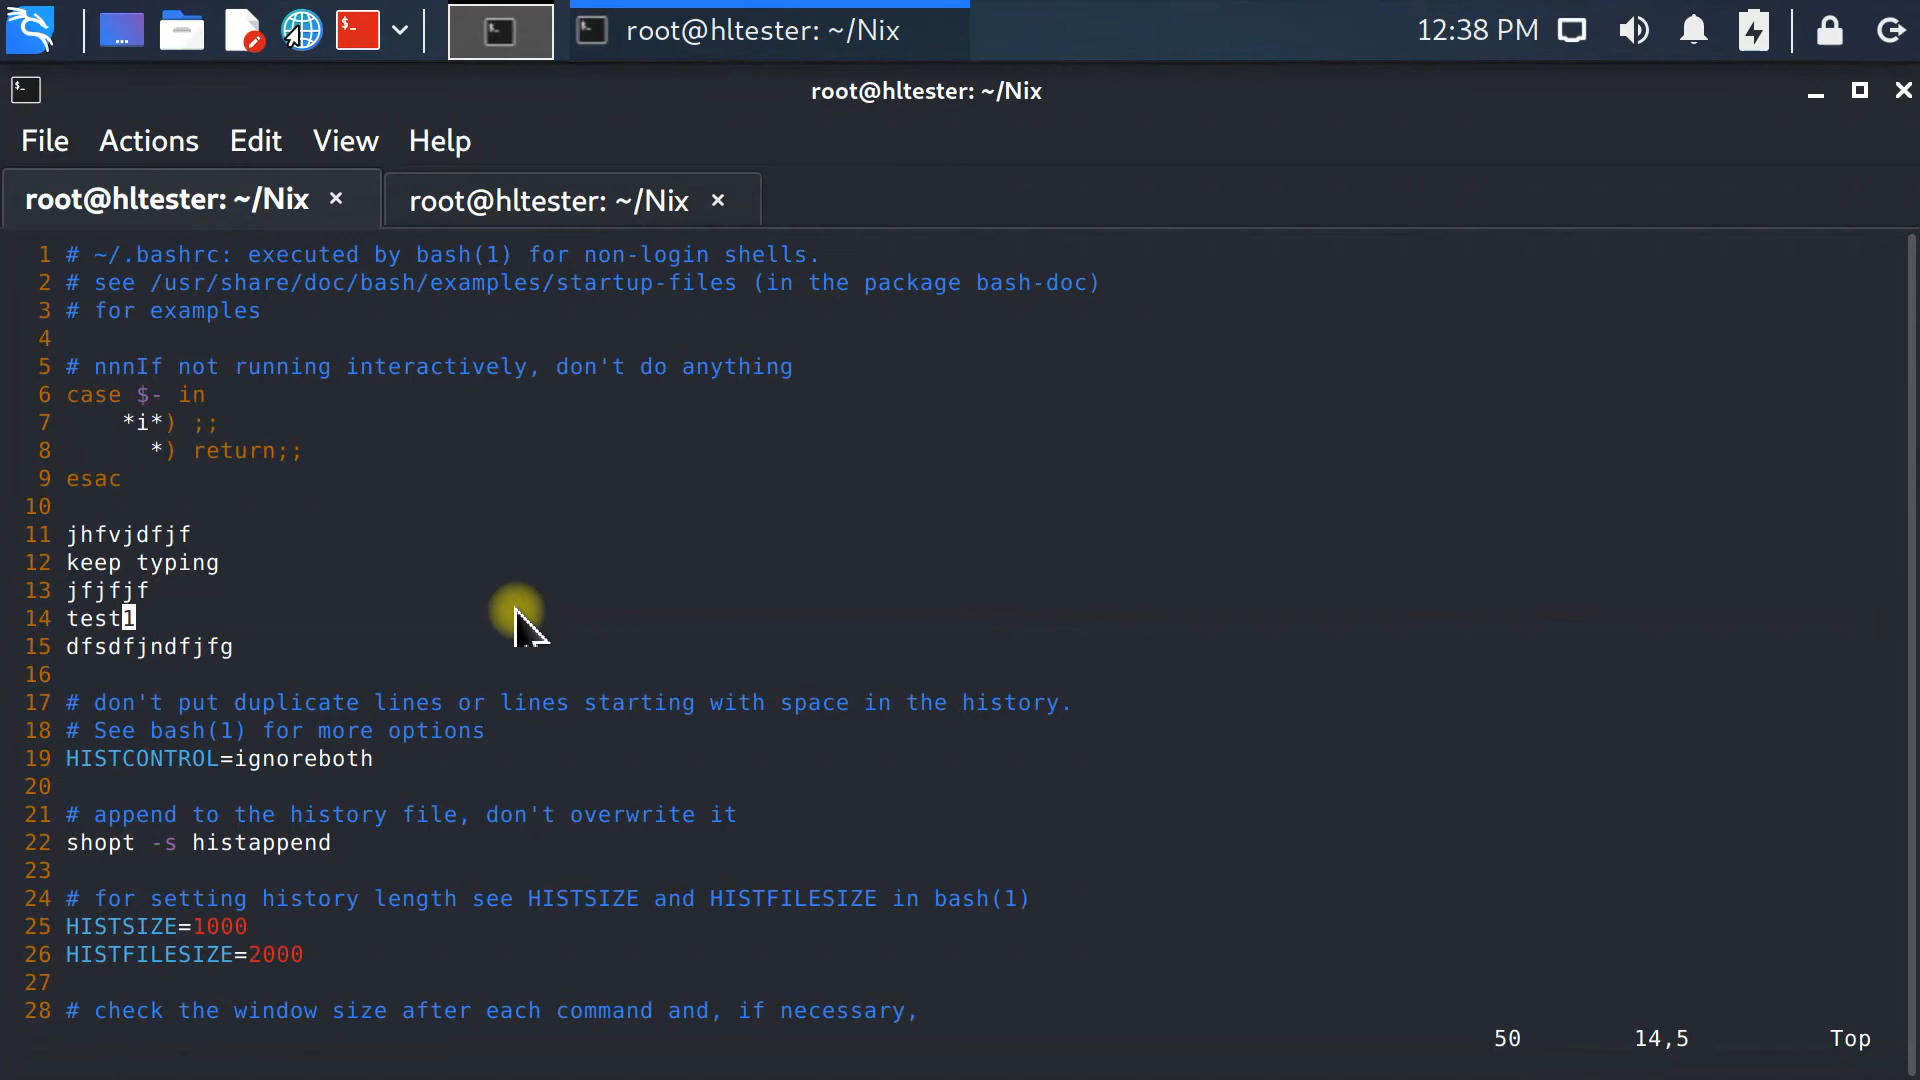 12:38 PM
root@hltester: ~/Nix
root@hltester: ~/Nix
File Actions Edit View Help
root@hltester: ~/Nix × root@hltester: ~/Nix ×
1 # ~/.bashrc: executed by bash(1) for non-login shells.
2 # see /usr/share/doc/bash/examples/startup-files (in the package bash-doc)
3 # for examples
4
5 # nnnIf not running interactively, don't do anything
6 case $- in
7     *i*) ;;
8       *) return;;
9 esac
10
11 jhfvjdfjf
12 keep typing
13 jfjfjf
14 test1
15 dfsdfjndfjfg
16
17 # don't put duplicate lines or lines starting with space in the history.
18 # See bash(1) for more options
19 HISTCONTROL=ignoreboth
20
21 # append to the history file, don't overwrite it
22 shopt -s histappend
23
24 # for setting history length see HISTSIZE and HISTFILESIZE in bash(1)
25 HISTSIZE=1000
26 HISTFILESIZE=2000
27
28 # check the window size after each command and, if necessary,
50 14,5 Top